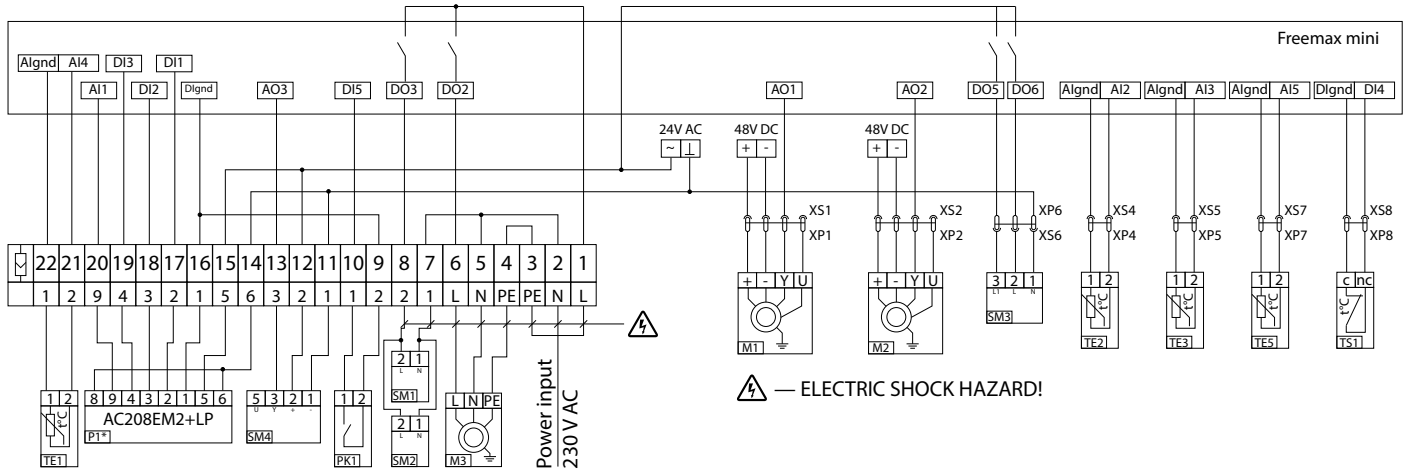 Freemax mini
AIgnd AI4 DI3 DI1
AI1 DI2 DIgnd AO3 DI5 DO3 DO2 AO1 AO2 DO5 DO6 AIgnd AI2 AIgnd AI3 AIgnd AI5 DIgnd DI4
24V AC 48V DC 48V DC
~ ⊥ + - + -
XS1 XS2 XP6 XS4 XS5 XS7 XS8
XP1 XP2 XS6 XP4 XP5 XP7 XP8
22 21 20 19 18 17 16 15 14 13 12 11 10 9 8 7 6 5 4 3 2 1
1 2 9 4 3 2 1 5 6 3 2 1 1 2 2 1 L N PE PE N L
+ - Y U + - Y U 3 2 1 1 2 1 2 1 2 c nc
L1 L N
t°C t°C t°C t°C
M1 M2 SM3 TE2 TE3 TE5 TS1
2 1
L N
SM1
1 2 8 9 4 3 2 1 5 6 5 3 2 1 1 2 L N PE
U Y + -
t°C AC208EM2+LP
2 1
L N
TE1 P1* SM4 PK1 SM2 M3
Power input
230 V AC
— ELECTRIC SHOCK HAZARD!